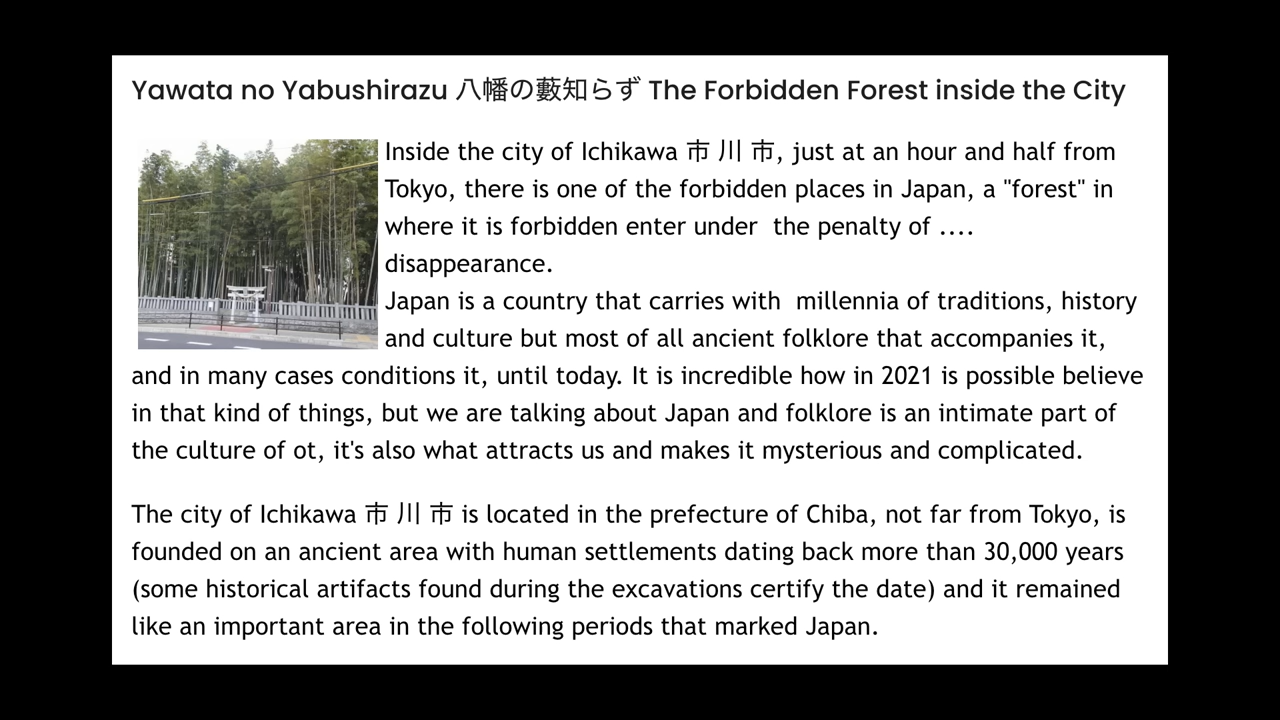 Yawata no Yabushirazu 八幡の藪知らず The Forbidden Forest inside the City
Inside the city of Ichikawa 市 川 市, just at an hour and half from
Tokyo, there is one of the forbidden places in Japan, a "forest" in
where it is forbidden enter under  the penalty of ....
disappearance.
Japan is a country that carries with  millennia of traditions, history
and culture but most of all ancient folklore that accompanies it,
and in many cases conditions it, until today. It is incredible how in 2021 is possible believe
in that kind of things, but we are talking about Japan and folklore is an intimate part of
the culture of ot, it's also what attracts us and makes it mysterious and complicated.
The city of Ichikawa 市 川 市 is located in the prefecture of Chiba, not far from Tokyo, is
founded on an ancient area with human settlements dating back more than 30,000 years
(some historical artifacts found during the excavations certify the date) and it remained
like an important area in the following periods that marked Japan.